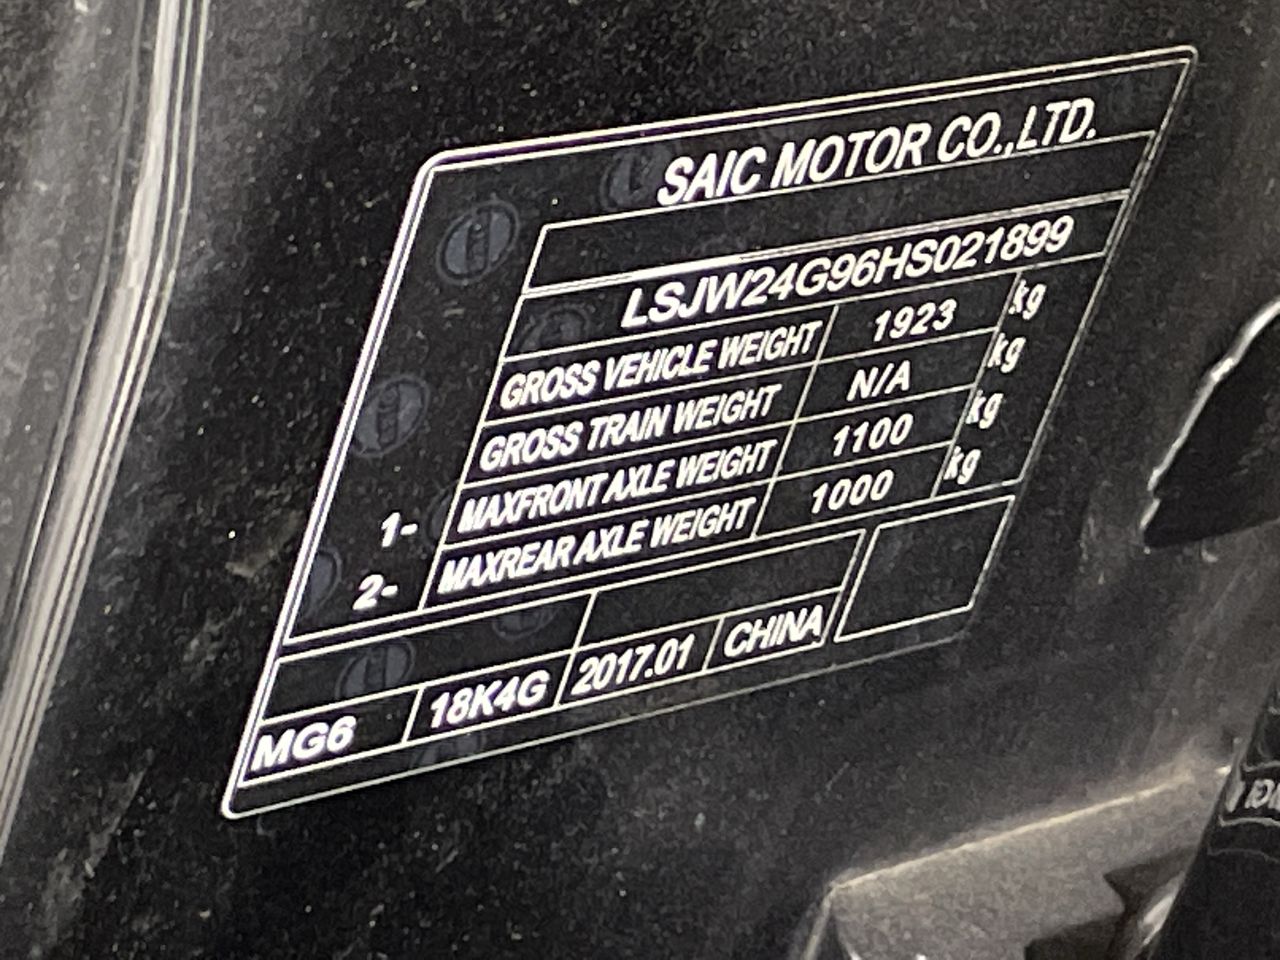 SAIC MOTOR CO.,LTD.
LSJW24G96HS021899
GROSS VEHICLE WEIGHT 1923 kg
GROSS TRAIN WEIGHT N/A kg
1- MAXFRONT AXLE WEIGHT 1100 kg
2- MAXREAR AXLE WEIGHT 1000 kg
MG6 18K4G 2017.01 CHINA